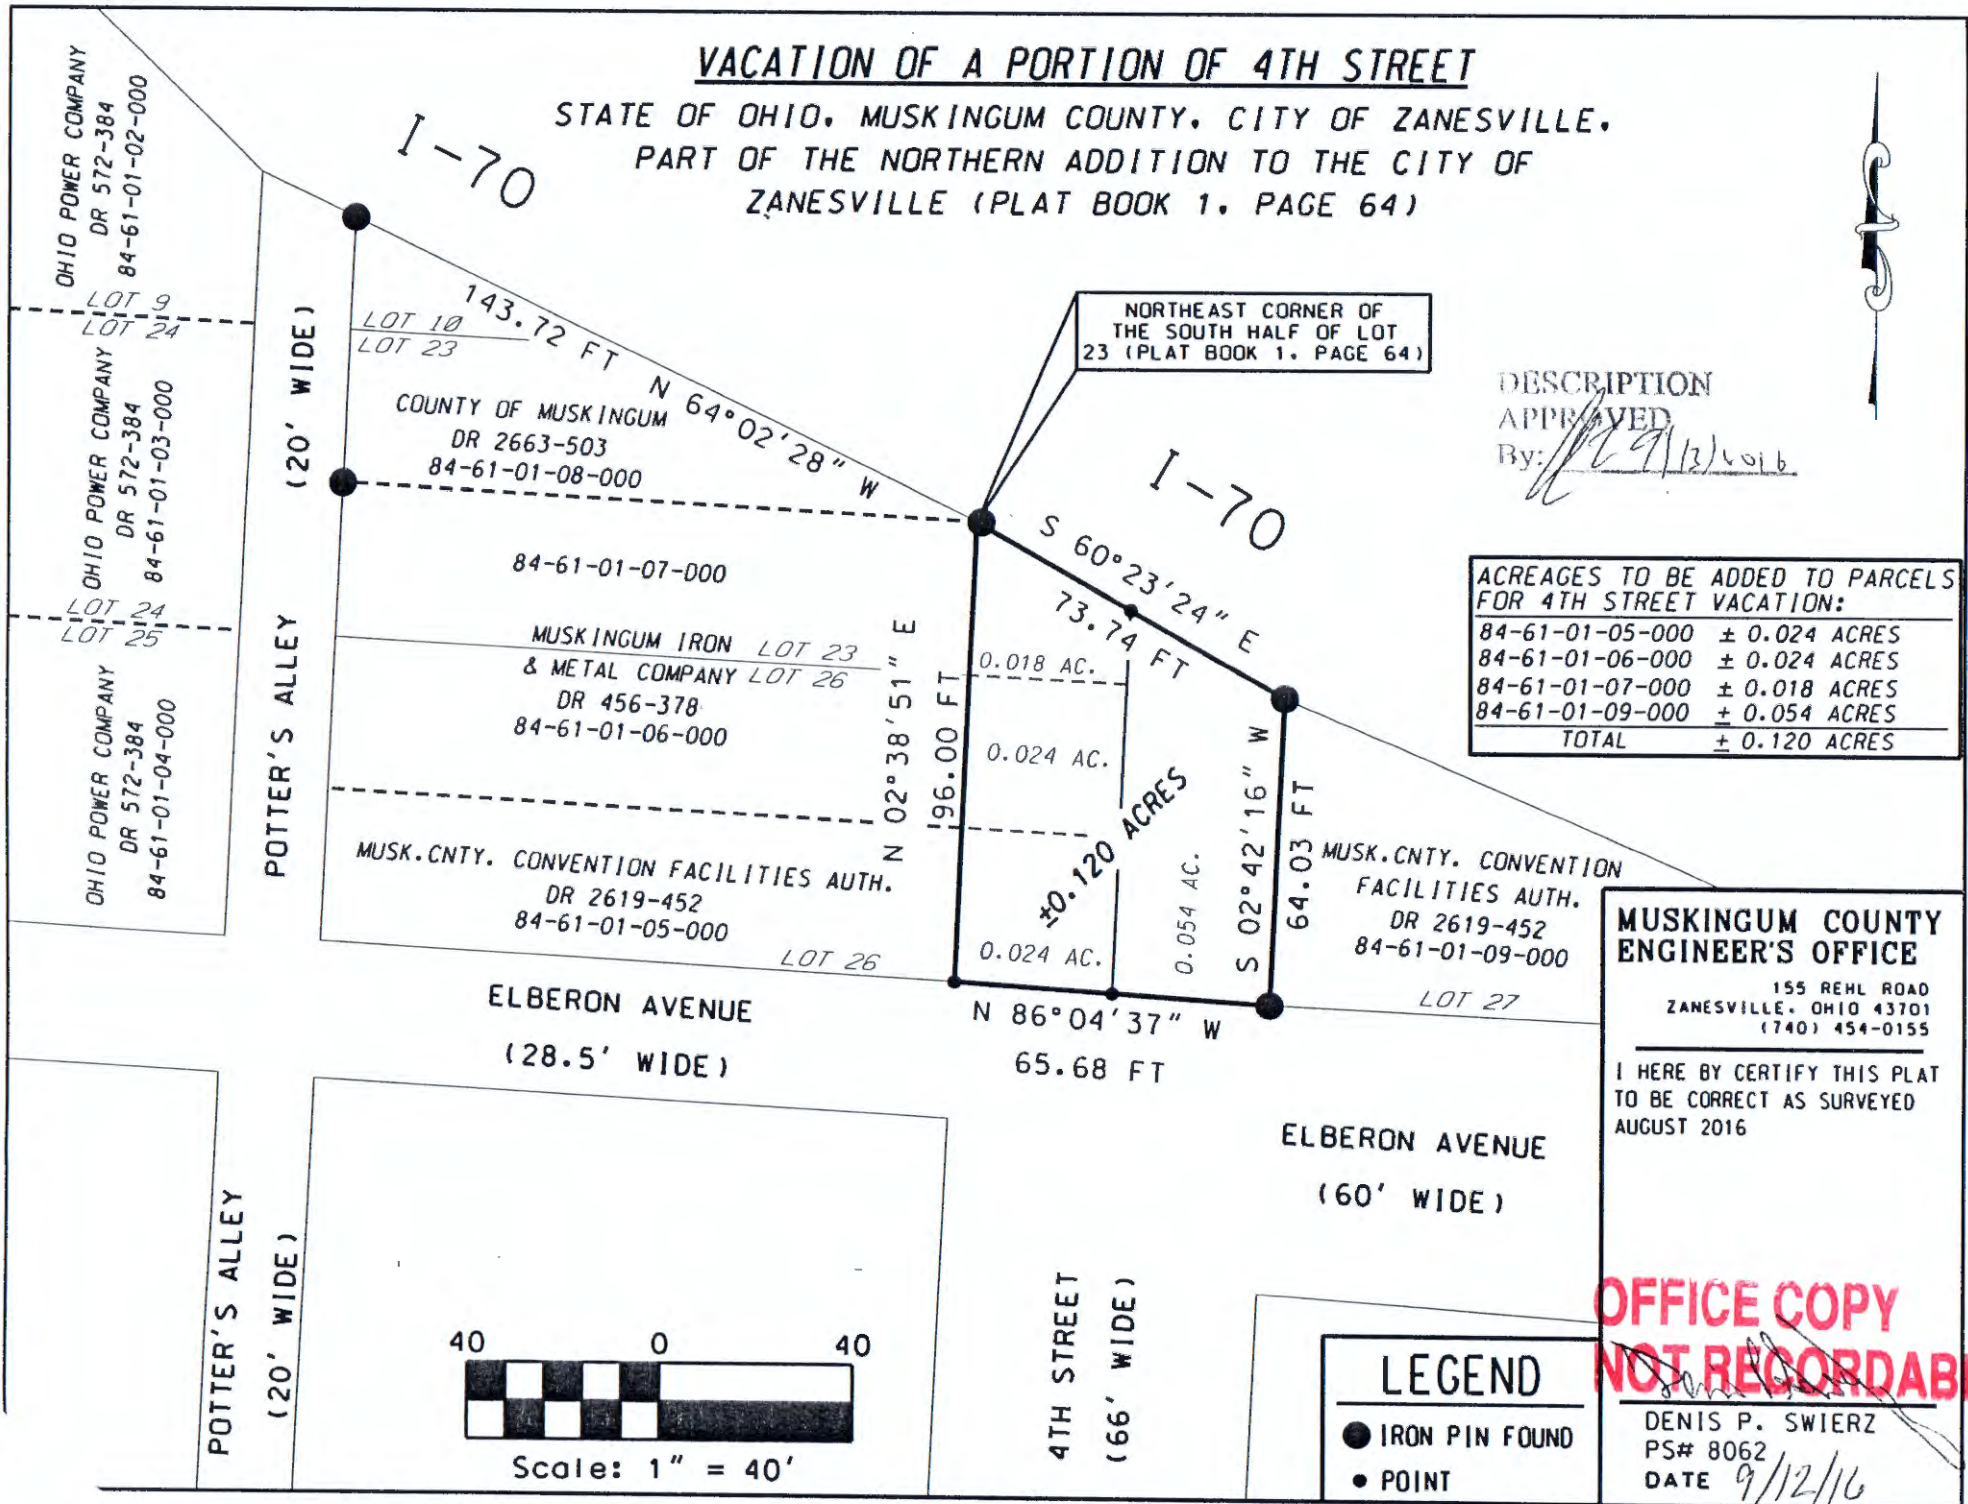 VACATION OF A PORTION OF 4TH STREET
STATE OF OHIO, MUSKINGUM COUNTY, CITY OF ZANESVILLE,
PART OF THE NORTHERN ADDITION TO THE CITY OF
ZANESVILLE (PLAT BOOK 1, PAGE 64)
OHIO POWER COMPANY
DR 572-384
84-61-01-02-000
LOT 9
LOT 24
OHIO POWER COMPANY
DR 572-384
84-61-01-03-000
LOT 24
LOT 25
OHIO POWER COMPANY
DR 572-384
84-61-01-04-000
POTTER'S ALLEY (20' WIDE)
I-70
143.72 FT N 64°02'28" W
LOT 10
LOT 23
COUNTY OF MUSKINGUM
DR 2663-503
84-61-01-08-000
84-61-01-07-000
MUSKINGUM IRON LOT 23
& METAL COMPANY LOT 26
DR 456-378
84-61-01-06-000
MUSK.CNTY. CONVENTION FACILITIES AUTH.
DR 2619-452
84-61-01-05-000
LOT 26
NORTHEAST CORNER OF
THE SOUTH HALF OF LOT
23 (PLAT BOOK 1, PAGE 64)
I-70
S 60°23'24" E
73.74 FT
N 02°38'51" E
96.00 FT
0.018 AC.
0.024 AC.
±0.120 ACRES
0.024 AC.
0.054 AC.
S 02°42'16" W
64.03 FT
N 86°04'37" W
65.68 FT
MUSK.CNTY. CONVENTION
FACILITIES AUTH.
DR 2619-452
84-61-01-09-000
LOT 27
DESCRIPTION
APPROVED
By:
ACREAGES TO BE ADDED TO PARCELS
FOR 4TH STREET VACATION:
84-61-01-05-000 ± 0.024 ACRES
84-61-01-06-000 ± 0.024 ACRES
84-61-01-07-000 ± 0.018 ACRES
84-61-01-09-000 ± 0.054 ACRES
TOTAL ± 0.120 ACRES
ELBERON AVENUE
(28.5' WIDE)
ELBERON AVENUE
(60' WIDE)
POTTER'S ALLEY
(20' WIDE)
4TH STREET
(66' WIDE)
40 0 40
Scale: 1" = 40'
LEGEND
IRON PIN FOUND
POINT
MUSKINGUM COUNTY
ENGINEER'S OFFICE
155 REHL ROAD
ZANESVILLE, OHIO 43701
(740) 454-0155
I HERE BY CERTIFY THIS PLAT
TO BE CORRECT AS SURVEYED
AUGUST 2016
OFFICE COPY
NOT RECORDAB
DENIS P. SWIERZ
PS# 8062
DATE 9/12/16